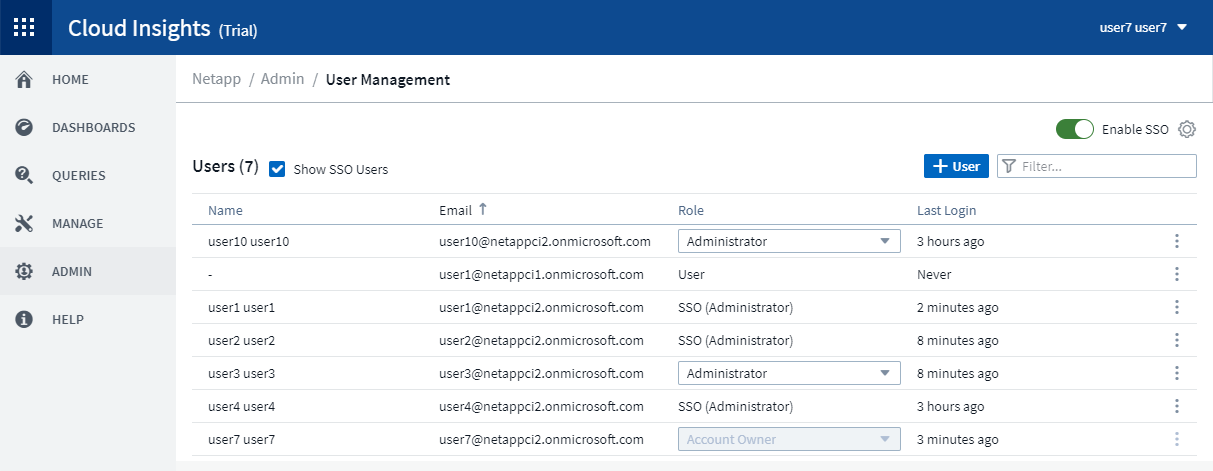 Cloud Insights (Trial)
user7 user7
HOME
DASHBOARDS
QUERIES
MANAGE
ADMIN
HELP
Netapp / Admin / User Management
Enable SSO
Users (7) Show SSO Users
+ User
Filter...
Name Email ↑ Role Last Login
user10 user10 user10@netappci2.onmicrosoft.com Administrator 3 hours ago
- user1@netappci1.onmicrosoft.com User Never
user1 user1 user1@netappci2.onmicrosoft.com SSO (Administrator) 2 minutes ago
user2 user2 user2@netappci2.onmicrosoft.com SSO (Administrator) 8 minutes ago
user3 user3 user3@netappci2.onmicrosoft.com Administrator 8 minutes ago
user4 user4 user4@netappci2.onmicrosoft.com SSO (Administrator) 3 hours ago
user7 user7 user7@netappci2.onmicrosoft.com Account Owner 3 minutes ago